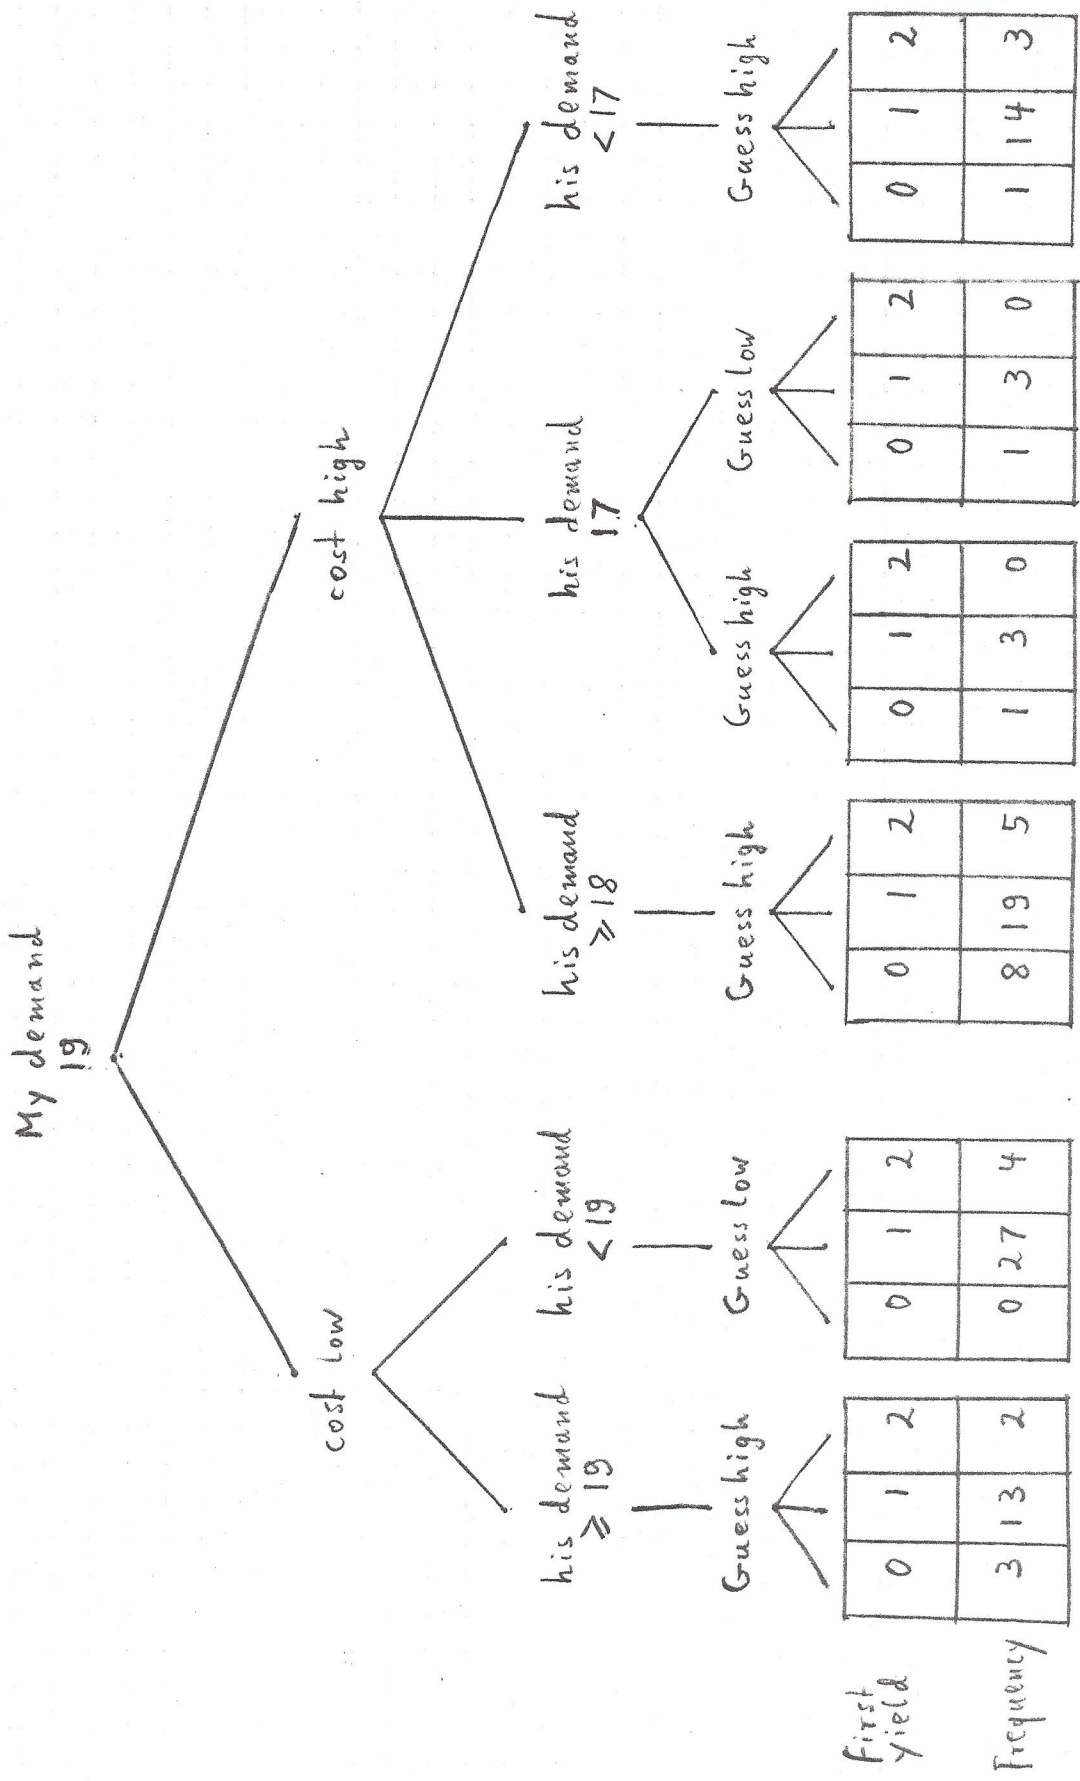 My demand
19
cost low
cost high
his demand
≥ 19
his demand
< 19
his demand
≥ 18
his demand
17
his demand
< 17
Guess high
Guess low
Guess high
Guess high
Guess low
Guess high
First
yield
0 1 2
0 1 2
0 1 2
0 1 2
0 1 2
0 1 2
Frequency
3 13 2
0 27 4
8 19 5
1 3 0
1 3 0
1 14 3